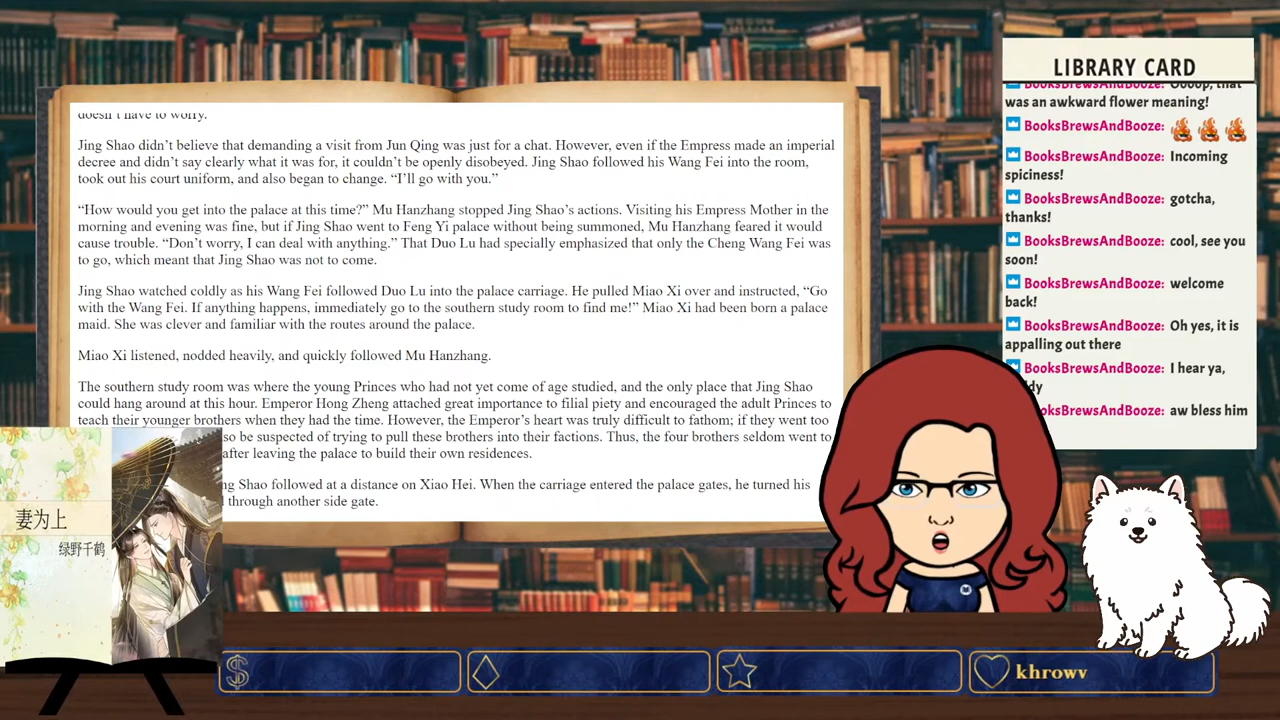 doesn't have to worry.
Jing Shao didn’t believe that demanding a visit from Jun Qing was just for a chat. However, even if the Empress made an imperial
decree and didn’t say clearly what it was for, it couldn’t be openly disobeyed. Jing Shao followed his Wang Fei into the room,
took out his court uniform, and also began to change. “I’ll go with you.”
“How would you get into the palace at this time?” Mu Hanzhang stopped Jing Shao’s actions. Visiting his Empress Mother in the
morning and evening was fine, but if Jing Shao went to Feng Yi palace without being summoned, Mu Hanzhang feared it would
cause trouble. “Don’t worry, I can deal with anything.” That Duo Lu had specially emphasized that only the Cheng Wang Fei was
to go, which meant that Jing Shao was not to come.
Jing Shao watched coldly as his Wang Fei followed Duo Lu into the palace carriage. He pulled Miao Xi over and instructed, “Go
with the Wang Fei. If anything happens, immediately go to the southern study room to find me!” Miao Xi had been born a palace
maid. She was clever and familiar with the routes around the palace.
Miao Xi listened, nodded heavily, and quickly followed Mu Hanzhang.
The southern study room was where the young Princes who had not yet come of age studied, and the only place that Jing Shao
could hang around at this hour. Emperor Hong Zheng attached great importance to filial piety and encouraged the adult Princes to
teach their younger brothers when they had the time. However, the Emperor’s heart was truly difficult to fathom; if they went too
so be suspected of trying to pull these brothers into their factions. Thus, the four brothers seldom went to
after leaving the palace to build their own residences.
ng Shao followed at a distance on Xiao Hei. When the carriage entered the palace gates, he turned his
through another side gate.
妻为上
绿野千鹤
LIBRARY CARD
BooksBrewsAndBooze: Oooop, that
was an awkward flower meaning!
BooksBrewsAndBooze:
BooksBrewsAndBooze: Incoming
spiciness!
BooksBrewsAndBooze: gotcha,
thanks!
BooksBrewsAndBooze: cool, see you
soon!
BooksBrewsAndBooze: welcome
back!
BooksBrewsAndBooze: Oh yes, it is
appalling out there
BooksBrewsAndBooze: I hear ya,
dy
oksBrewsAndBooze: aw bless him
khrowv